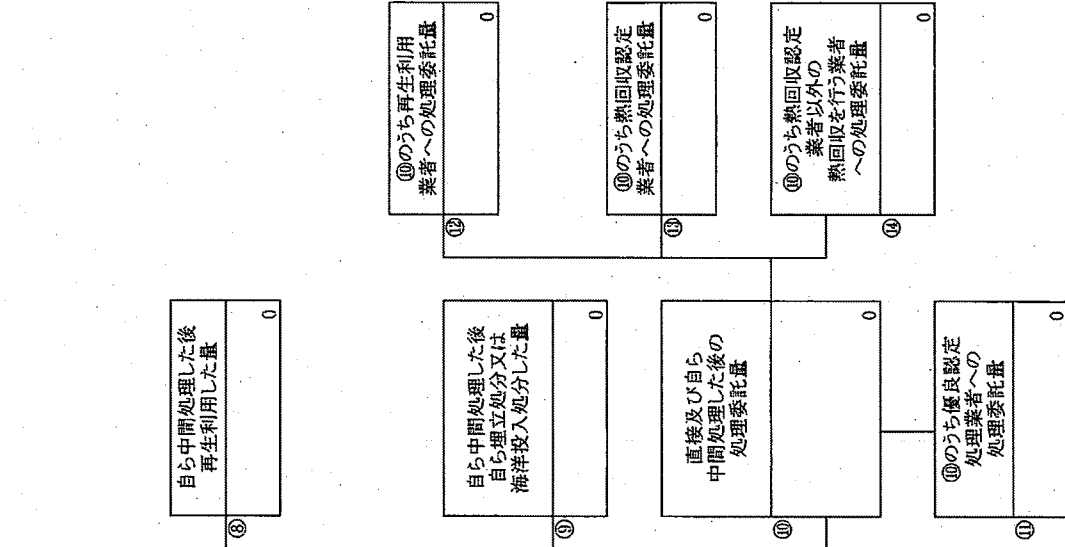 ⑧
自ら中間処理した後
再生利用した量
0
⑨
自ら中間処理した後
自ら埋立処分又は
海洋投入処分した量
0
⑩
直接及び自ら
中間処理した後の
処理委託量
0
⑪
⑩のうち優良認定
処理業者への
処理委託量
0
⑫
⑩のうち再生利用
業者への処理委託量
0
⑬
⑩のうち熱回収認定
業者への処理委託量
0
⑭
⑩のうち熱回収認定
業者以外の
熱回収を行う業者
への処理委託量
0